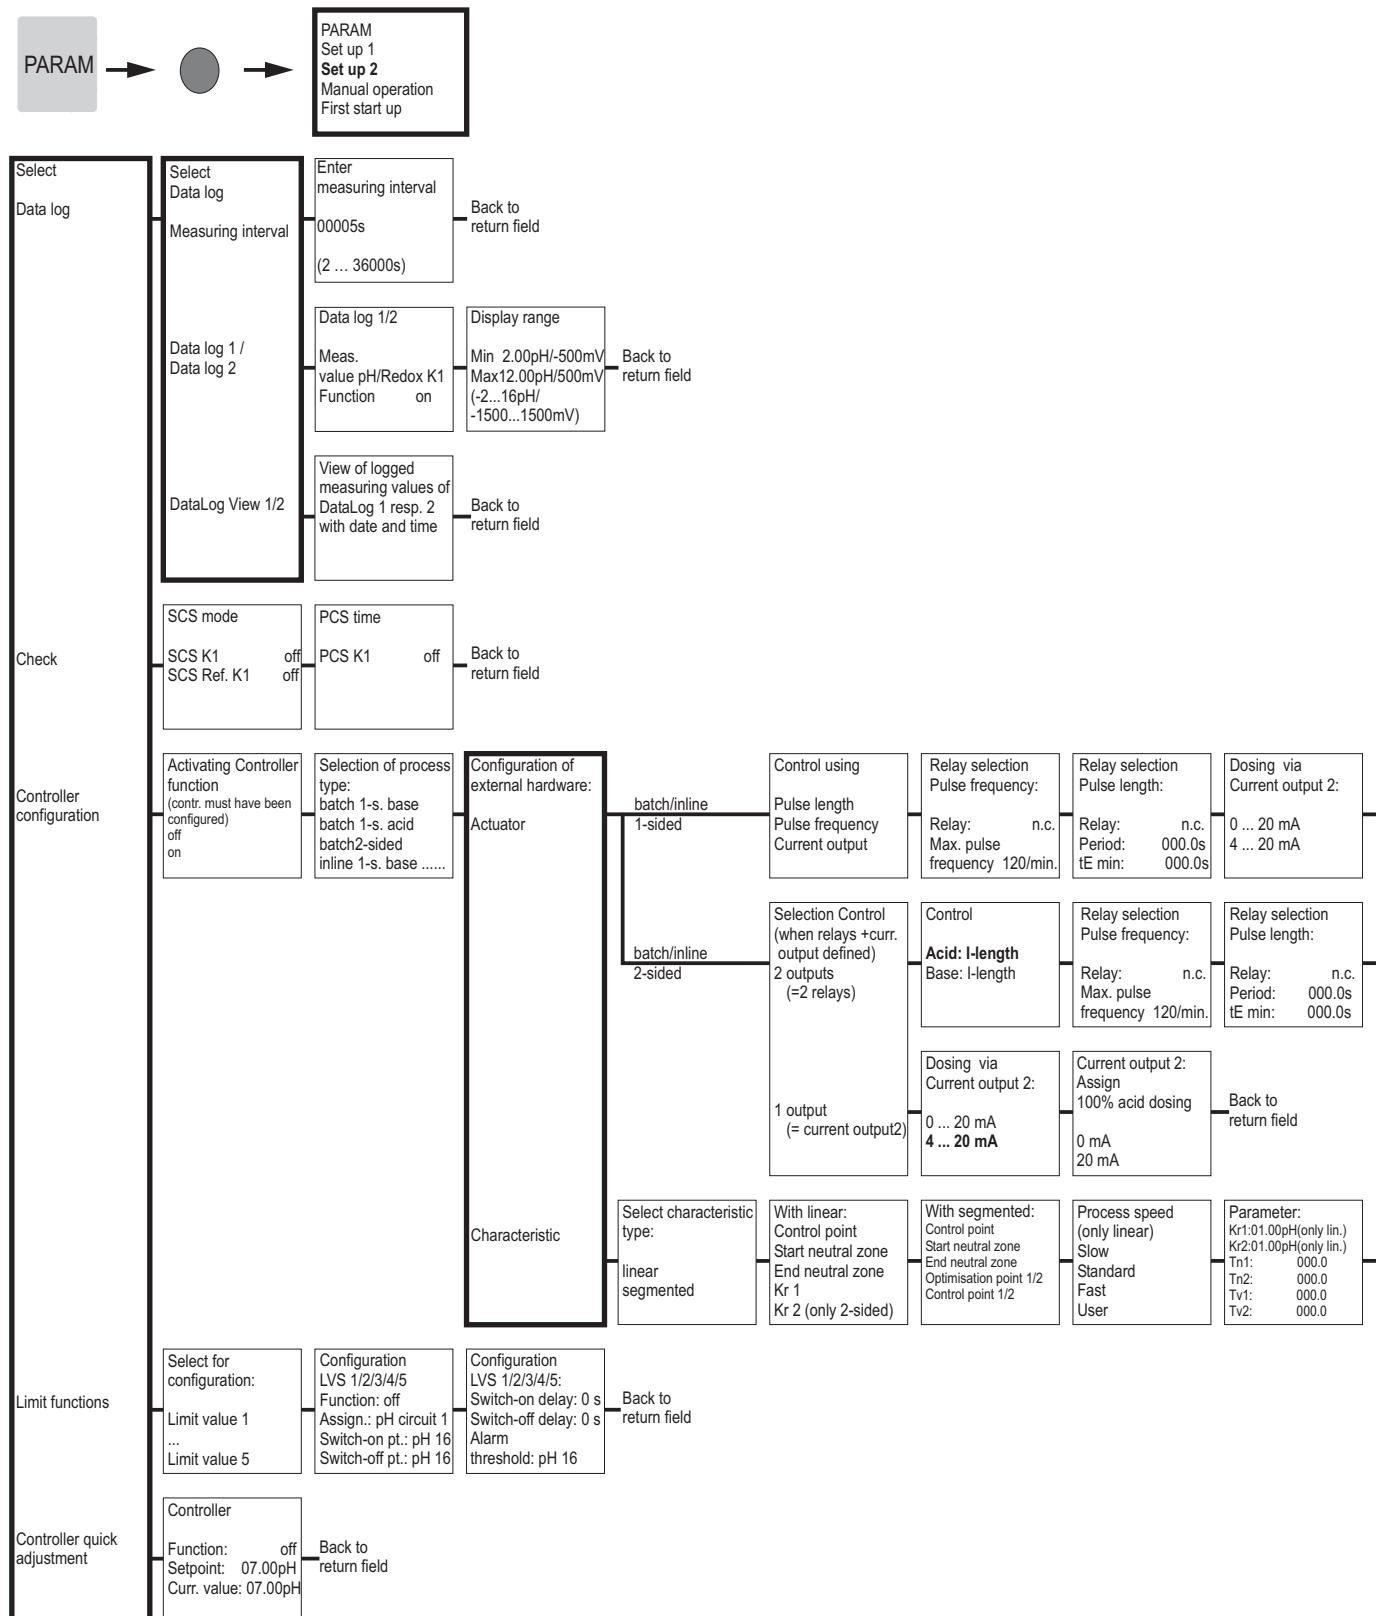 PARAM
PARAM
Set up 1
Set up 2
Manual operation
First start up
Select
Data log
Select
Data log
Measuring interval
Enter
measuring interval
00005s
(2 … 36000s)
Back to
return field
Data log 1 /
Data log 2
Data log 1/2
Meas.
value pH/Redox K1
Function on
Display range
Min 2.00pH/-500mV
Max12.00pH/500mV
(-2...16pH/
-1500...1500mV)
Back to
return field
DataLog View 1/2
View of logged
measuring values of
DataLog 1 resp. 2
with date and time
Back to
return field
Check
SCS mode
SCS K1 off
SCS Ref. K1 off
PCS time
PCS K1 off
Back to
return field
Controller
configuration
Activating Controller
function
(contr. must have been
configured)
off
on
Selection of process
type:
batch 1-s. base
batch 1-s. acid
batch2-sided
inline 1-s. base ......
Configuration of
external hardware:
Actuator
batch/inline
1-sided
Control using
Pulse length
Pulse frequency
Current output
Relay selection
Pulse frequency:
Relay: n.c.
Max. pulse
frequency 120/min.
Relay selection
Pulse length:
Relay: n.c.
Period: 000.0s
tE min: 000.0s
Dosing via
Current output 2:
0 ... 20 mA
4 ... 20 mA
batch/inline
2-sided
Selection Control
(when relays +curr.
output defined)
2 outputs
(=2 relays)
Control
Acid: I-length
Base: I-length
Relay selection
Pulse frequency:
Relay: n.c.
Max. pulse
frequency 120/min.
Relay selection
Pulse length:
Relay: n.c.
Period: 000.0s
tE min: 000.0s
1 output
(= current output2)
Dosing via
Current output 2:
0 ... 20 mA
4 ... 20 mA
Current output 2:
Assign
100% acid dosing
0 mA
20 mA
Back to
return field
Characteristic
Select characteristic
type:
linear
segmented
With linear:
Control point
Start neutral zone
End neutral zone
Kr 1
Kr 2 (only 2-sided)
With segmented:
Control point
Start neutral zone
End neutral zone
Optimisation point 1/2
Control point 1/2
Process speed
(only linear)
Slow
Standard
Fast
User
Parameter:
Kr1:01.00pH(only lin.)
Kr2:01.00pH(only lin.)
Tn1: 000.0
Tn2: 000.0
Tv1: 000.0
Tv2: 000.0
Limit functions
Select for
configuration:
Limit value 1
...
Limit value 5
Configuration
LVS 1/2/3/4/5
Function: off
Assign.: pH circuit 1
Switch-on pt.: pH 16
Switch-off pt.: pH 16
Configuration
LVS 1/2/3/4/5:
Switch-on delay: 0 s
Switch-off delay: 0 s
Alarm
threshold: pH 16
Back to
return field
Controller quick
adjustment
Controller
Function: off
Setpoint: 07.00pH
Curr. value: 07.00pH
Back to
return field